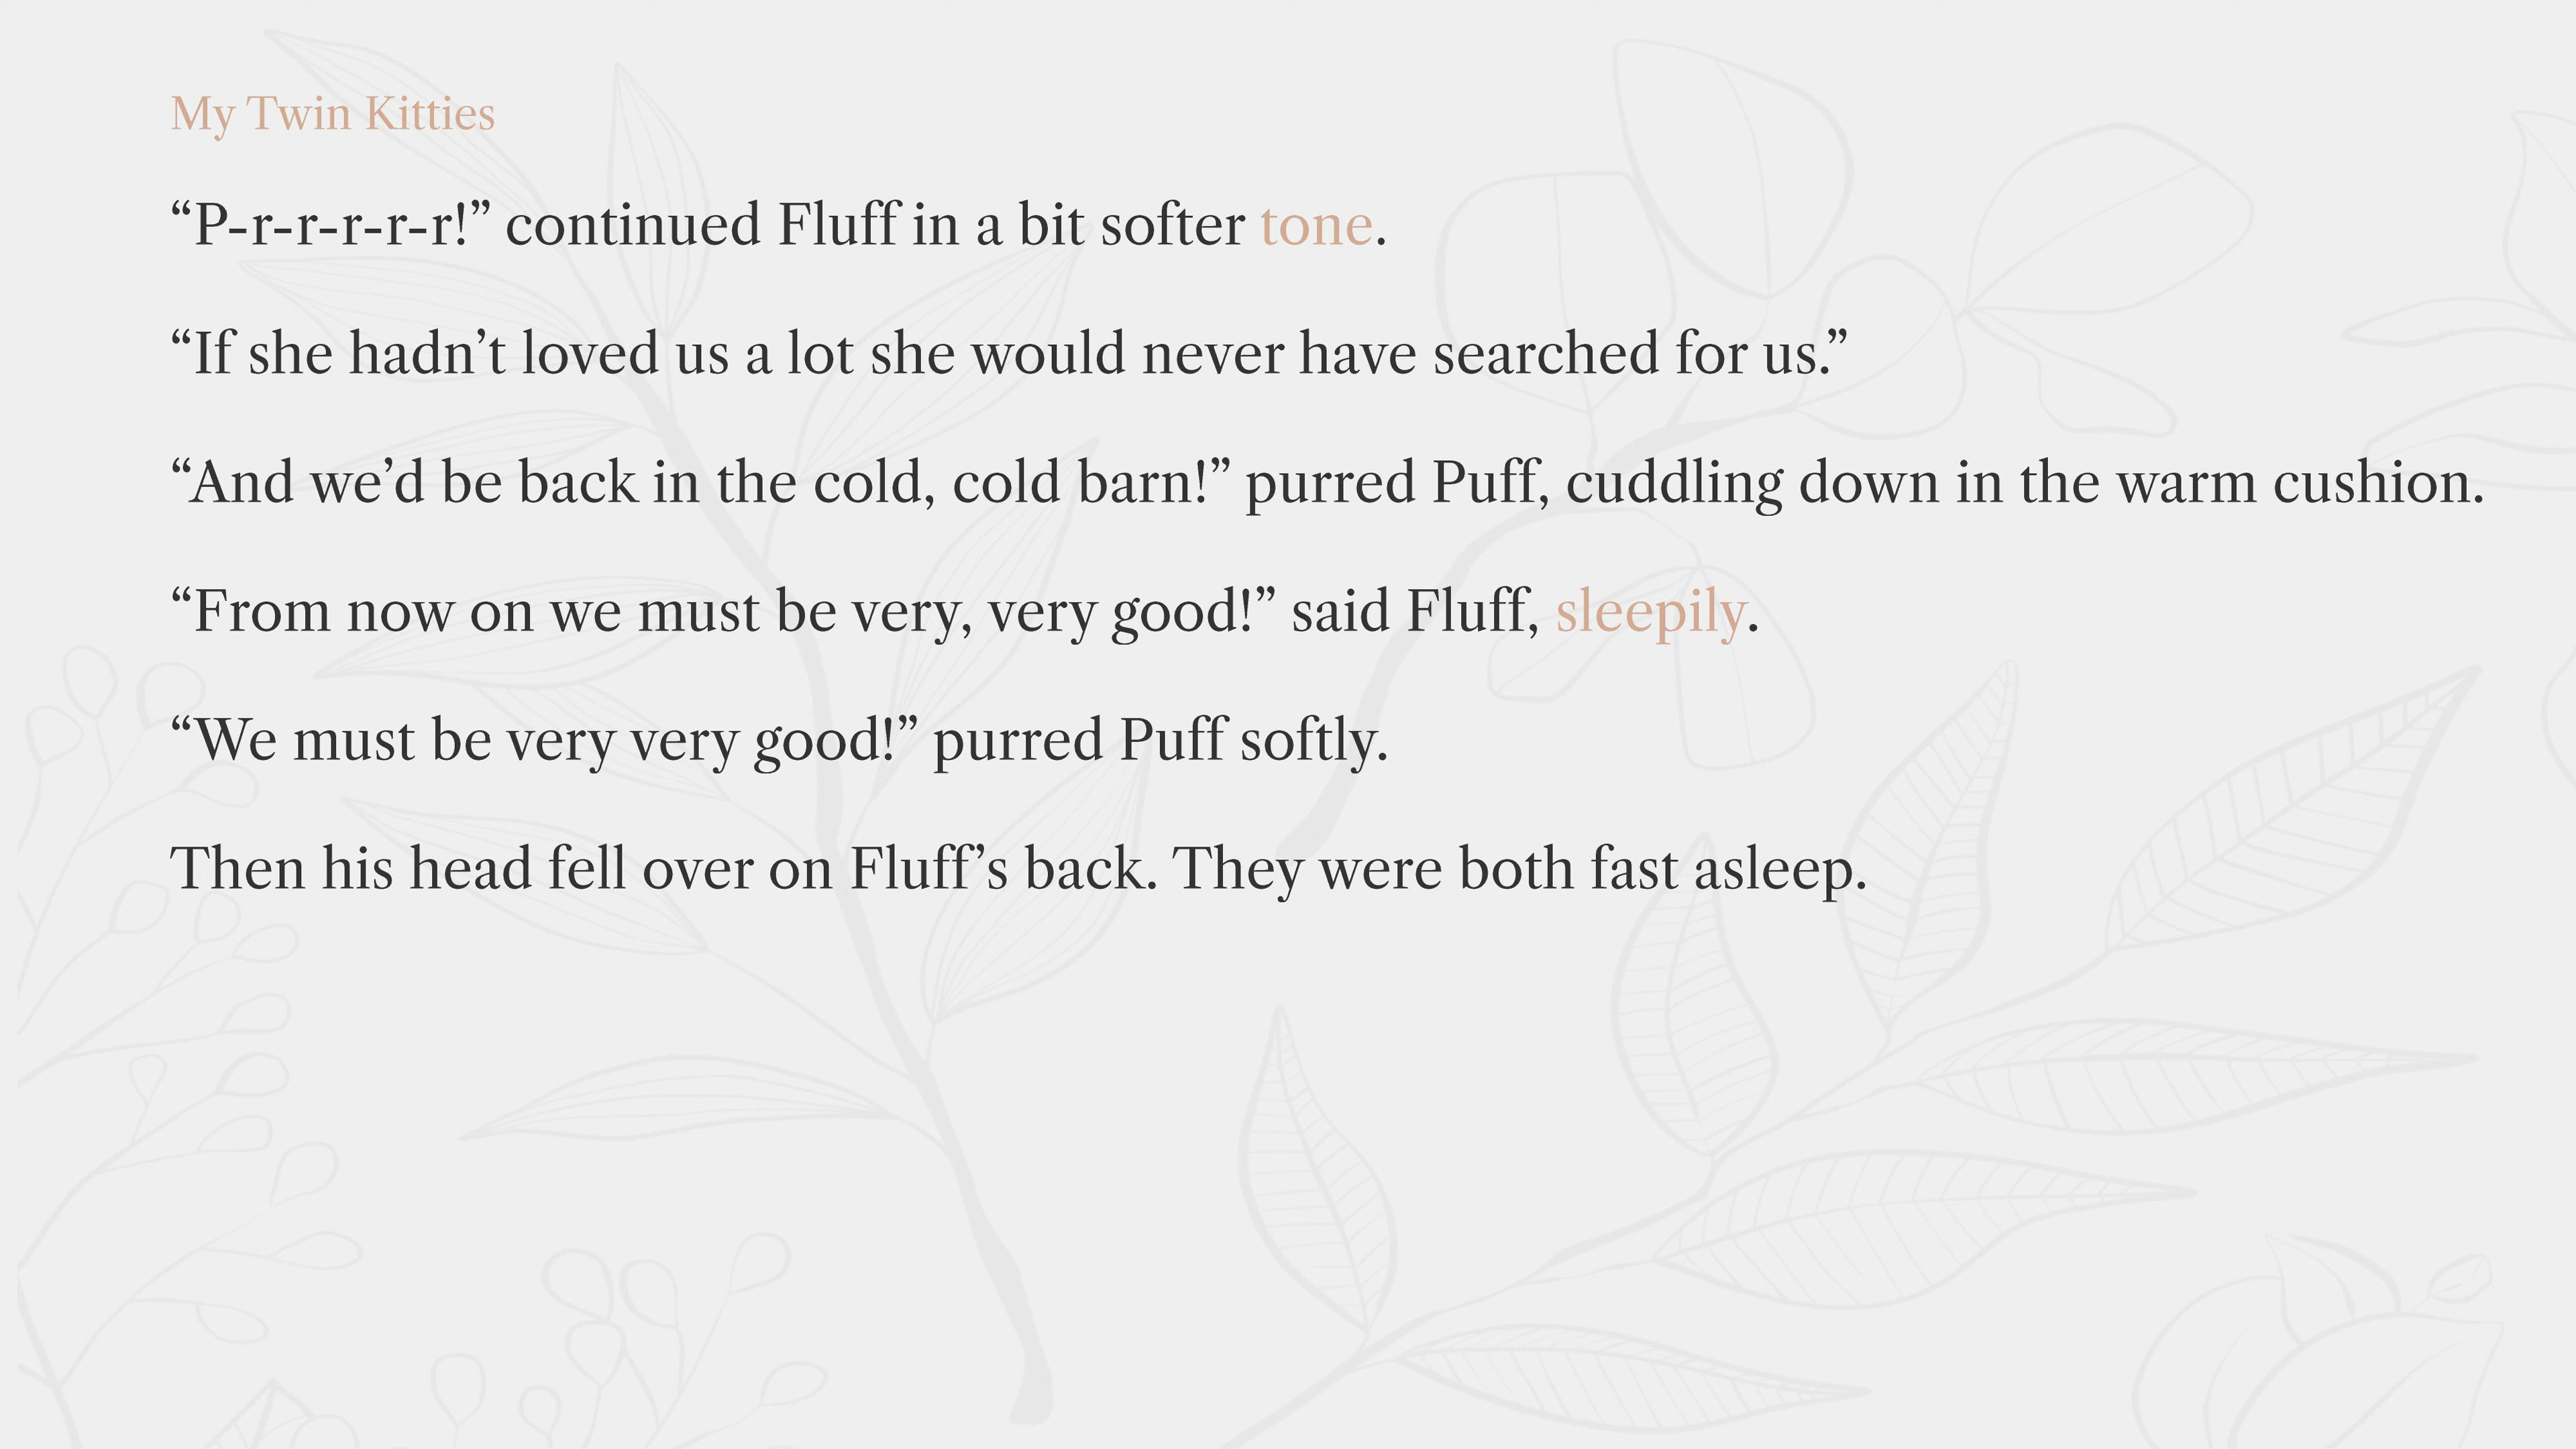 My Twin Kitties
“P-r-r-r-r-r!” continued Fluff in a bit softer tone.
“If she hadn’t loved us a lot she would never have searched for us.”
“And we’d be back in the cold, cold barn!” purred Puff, cuddling down in the warm cushion.
“From now on we must be very, very good!” said Fluff, sleepily.
“We must be very very good!” purred Puff softly.
Then his head fell over on Fluff’s back. They were both fast asleep.